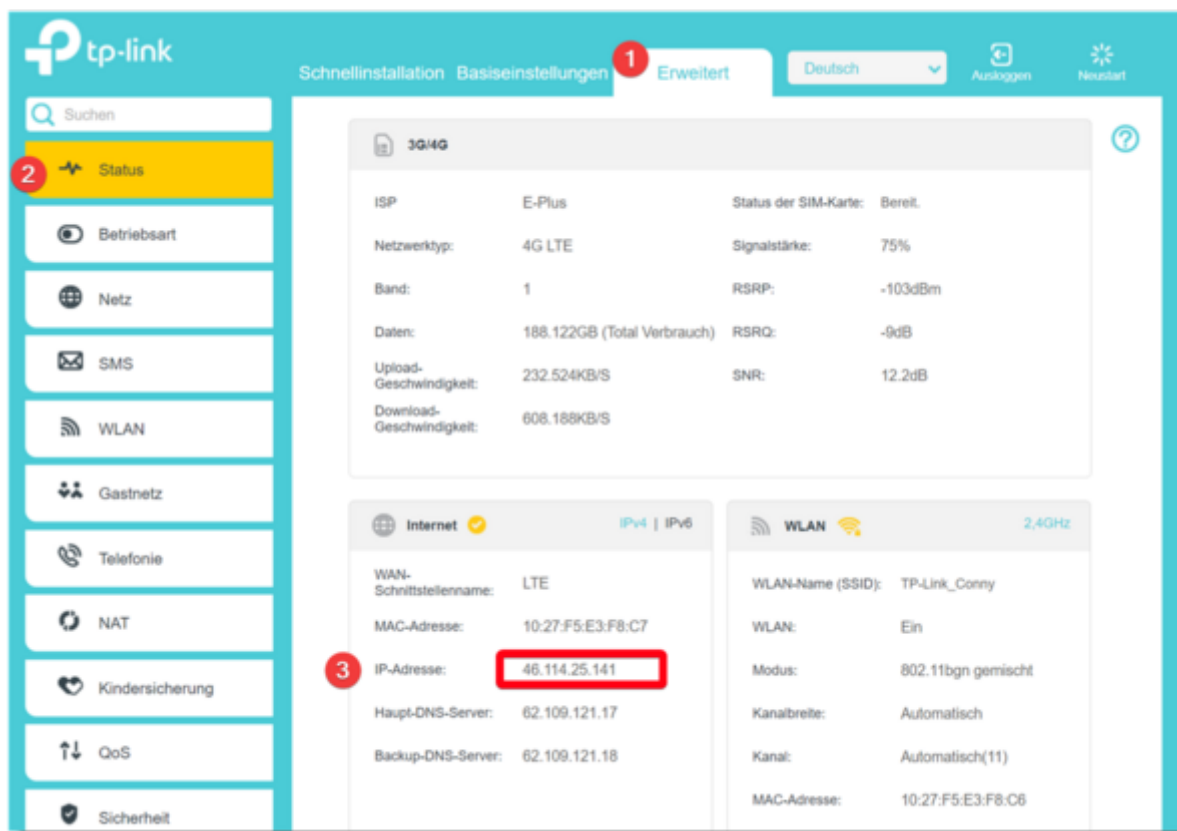 tp-link
Schnellinstallation Basiseinstellungen 1 Erweitert Deutsch Ausloggen Neustart
Suchen
2 Status
Betriebsart
Netz
SMS
WLAN
Gastnetz
Telefonie
NAT
Kindersicherung
QoS
Sicherheit
3G/4G
ISP E-Plus Status der SIM-Karte: Bereit.
Netzwerktyp: 4G LTE Signalstärke: 75%
Band: 1 RSRP: -103dBm
Daten: 188.122GB (Total Verbrauch) RSRQ: -9dB
Upload-
Geschwindigkeit: 232.524KB/S SNR: 12.2dB
Download-
Geschwindigkeit: 608.188KB/S
Internet IPv4 | IPv6
WAN-
Schnittstellenname: LTE
MAC-Adresse: 10:27:F5:E3:F8:C7
3 IP-Adresse: 46.114.25.141
Haupt-DNS-Server: 62.109.121.17
Backup-DNS-Server: 62.109.121.18
WLAN 2,4GHz
WLAN-Name (SSID): TP-Link_Conny
WLAN: Ein
Modus: 802.11bgn gemischt
Kanalbreite: Automatisch
Kanal: Automatisch(11)
MAC-Adresse: 10:27:F5:E3:F8:C6